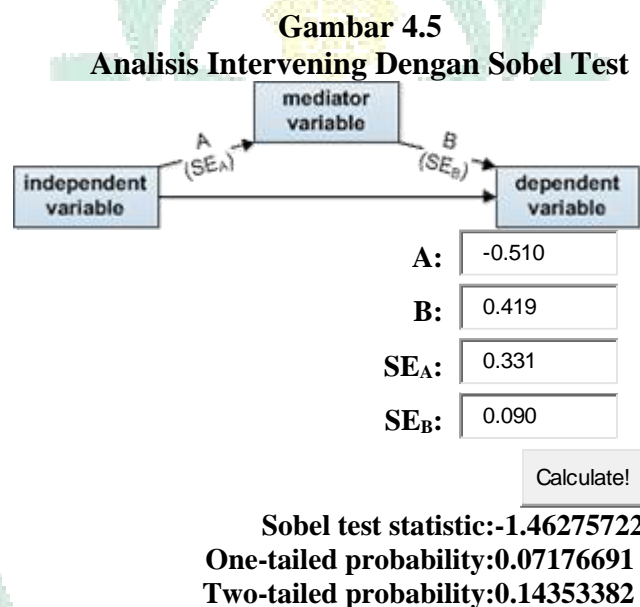 Gambar 4.5
Analisis Intervening Dengan Sobel Test
mediator
variable
A
(SEA)
B
(SEB)
independent
variable
dependent
variable
A: -0.510
B: 0.419
SEA: 0.331
SEB: 0.090
Calculate!
Sobel test statistic:-1.46275722
One-tailed probability:0.07176691
Two-tailed probability:0.14353382